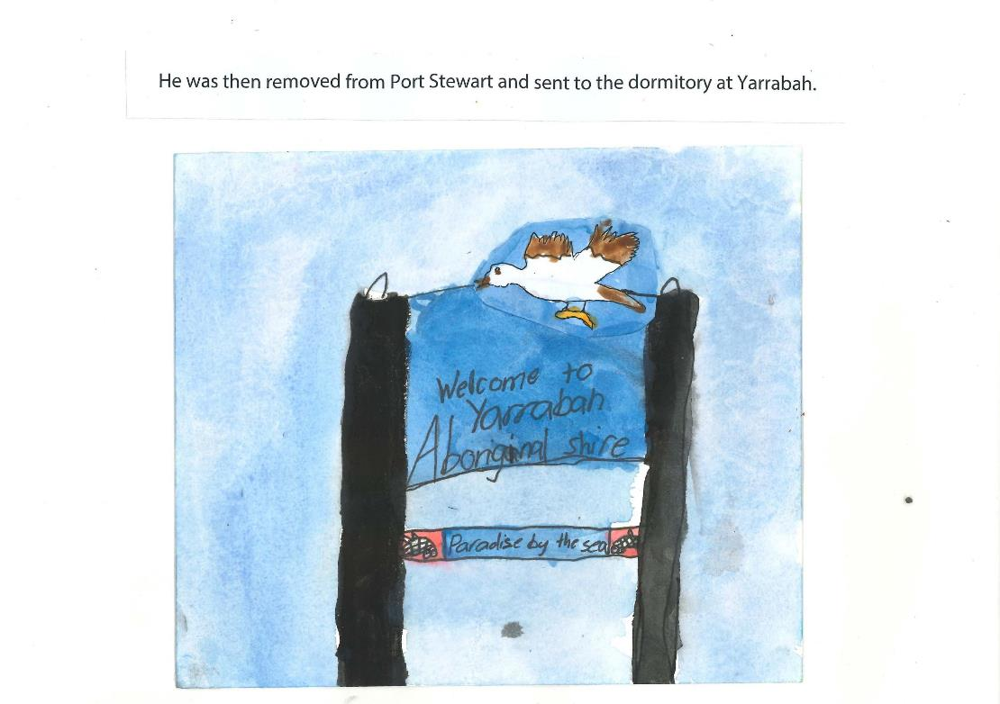 He was then removed from Port Stewart and sent to the dormitory at Yarrabah.
Welcome to
Yarrabah
Aboriginal shire
Paradise by the sea